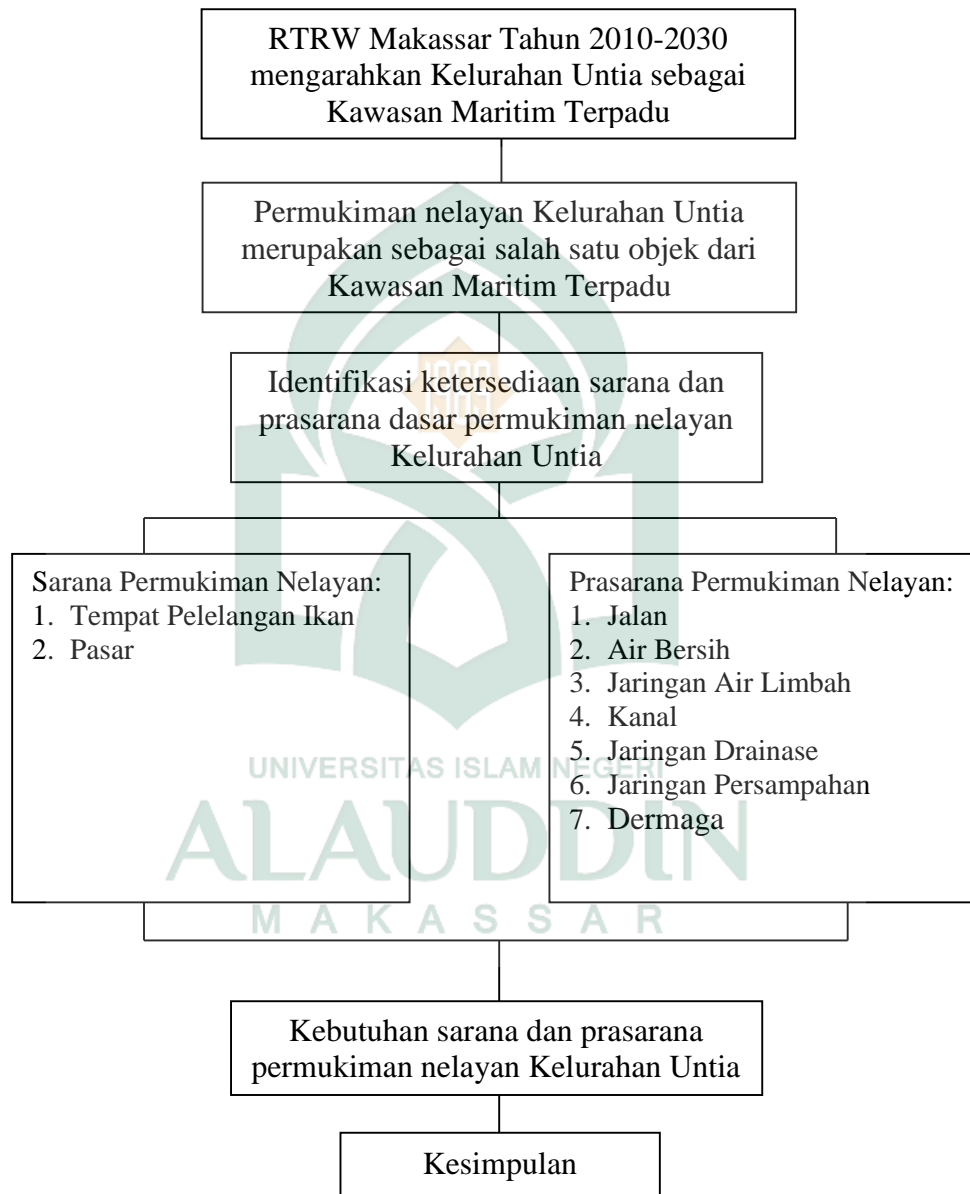 RTRW Makassar Tahun 2010-2030
mengarahkan Kelurahan Untia sebagai
Kawasan Maritim Terpadu
Permukiman nelayan Kelurahan Untia
merupakan sebagai salah satu objek dari
Kawasan Maritim Terpadu
Identifikasi ketersediaan sarana dan
prasarana dasar permukiman nelayan
Kelurahan Untia
Sarana Permukiman Nelayan:
1. Tempat Pelelangan Ikan
2. Pasar
Prasarana Permukiman Nelayan:
1. Jalan
2. Air Bersih
3. Jaringan Air Limbah
4. Kanal
5. Jaringan Drainase
6. Jaringan Persampahan
7. Dermaga
UNIVERSITAS ISLAM NEGERI
ALAUDDIN
MAKASSAR
Kebutuhan sarana dan prasarana
permukiman nelayan Kelurahan Untia
Kesimpulan